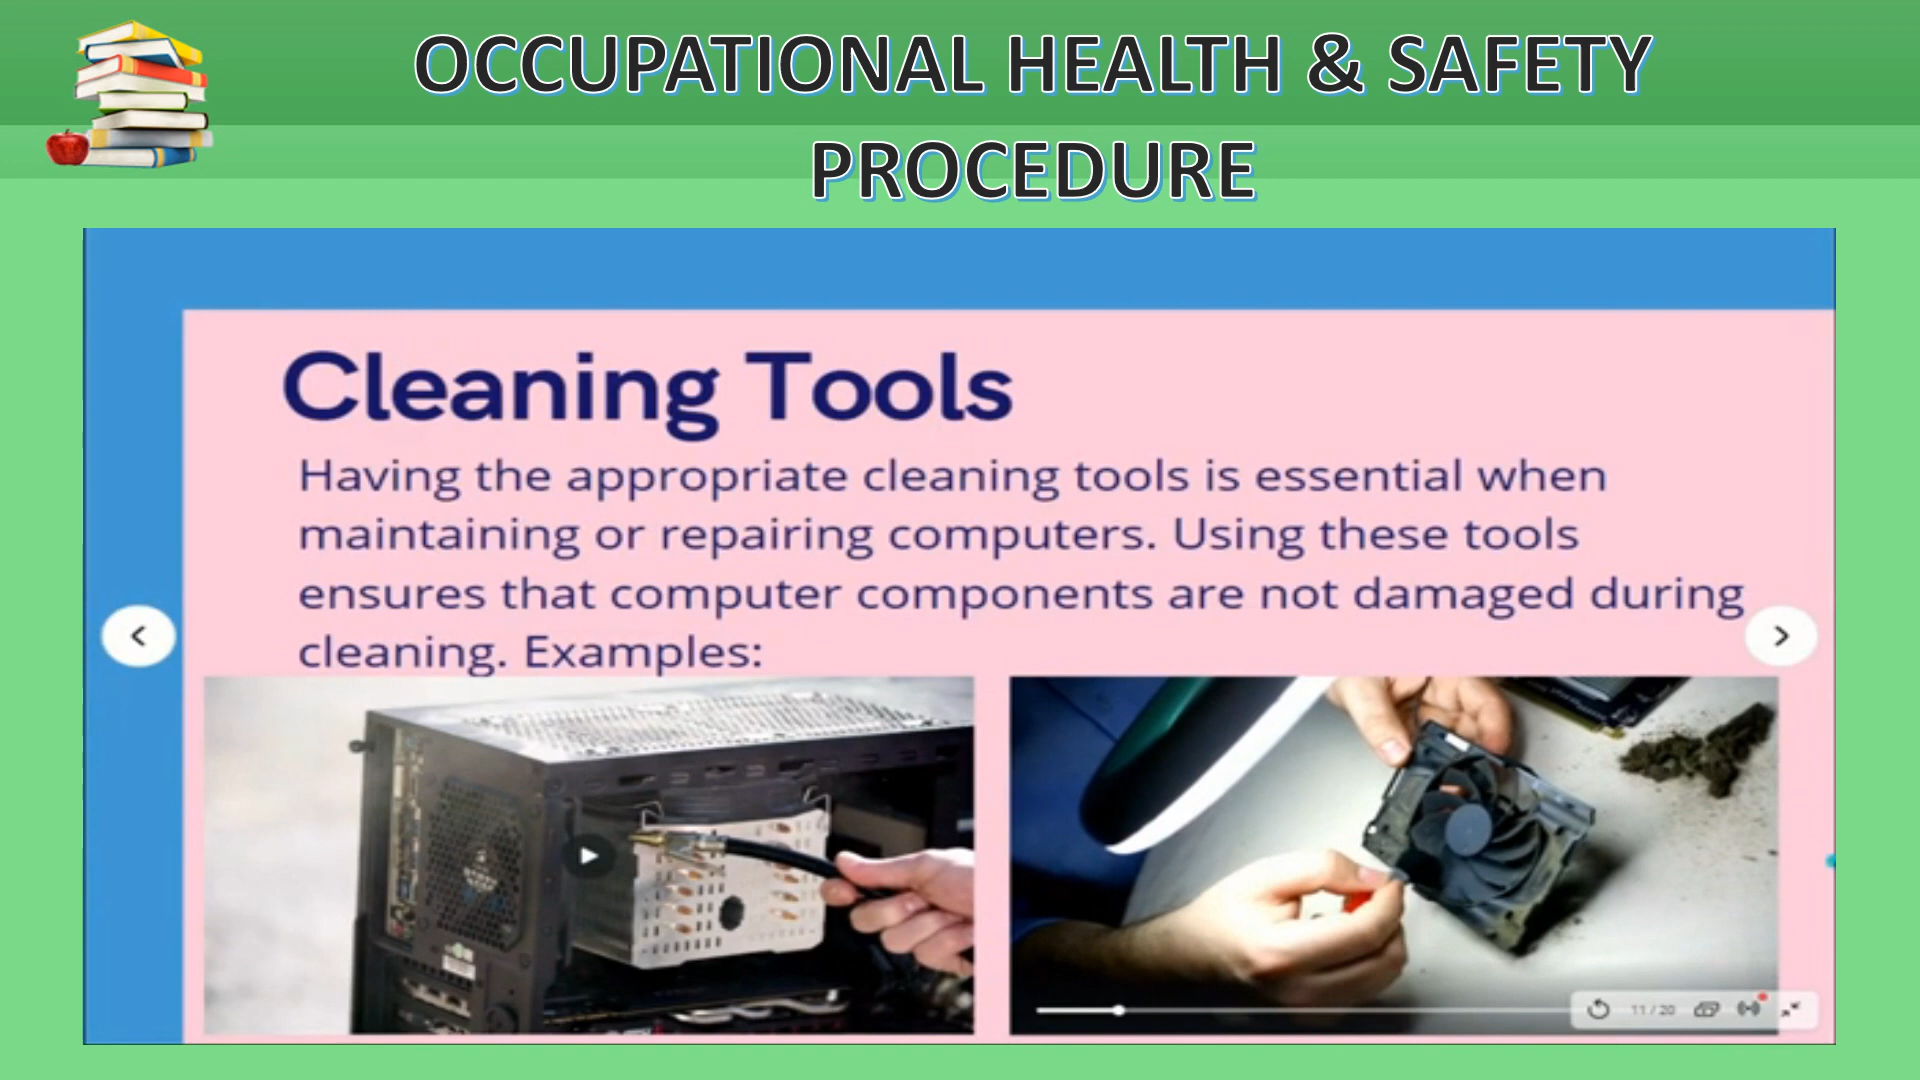 OCCUPATIONAL HEALTH & SAFETY
PROCEDURE
Cleaning Tools
Having the appropriate cleaning tools is essential when
maintaining or repairing computers. Using these tools
ensures that computer components are not damaged during
cleaning. Examples:
11 / 20